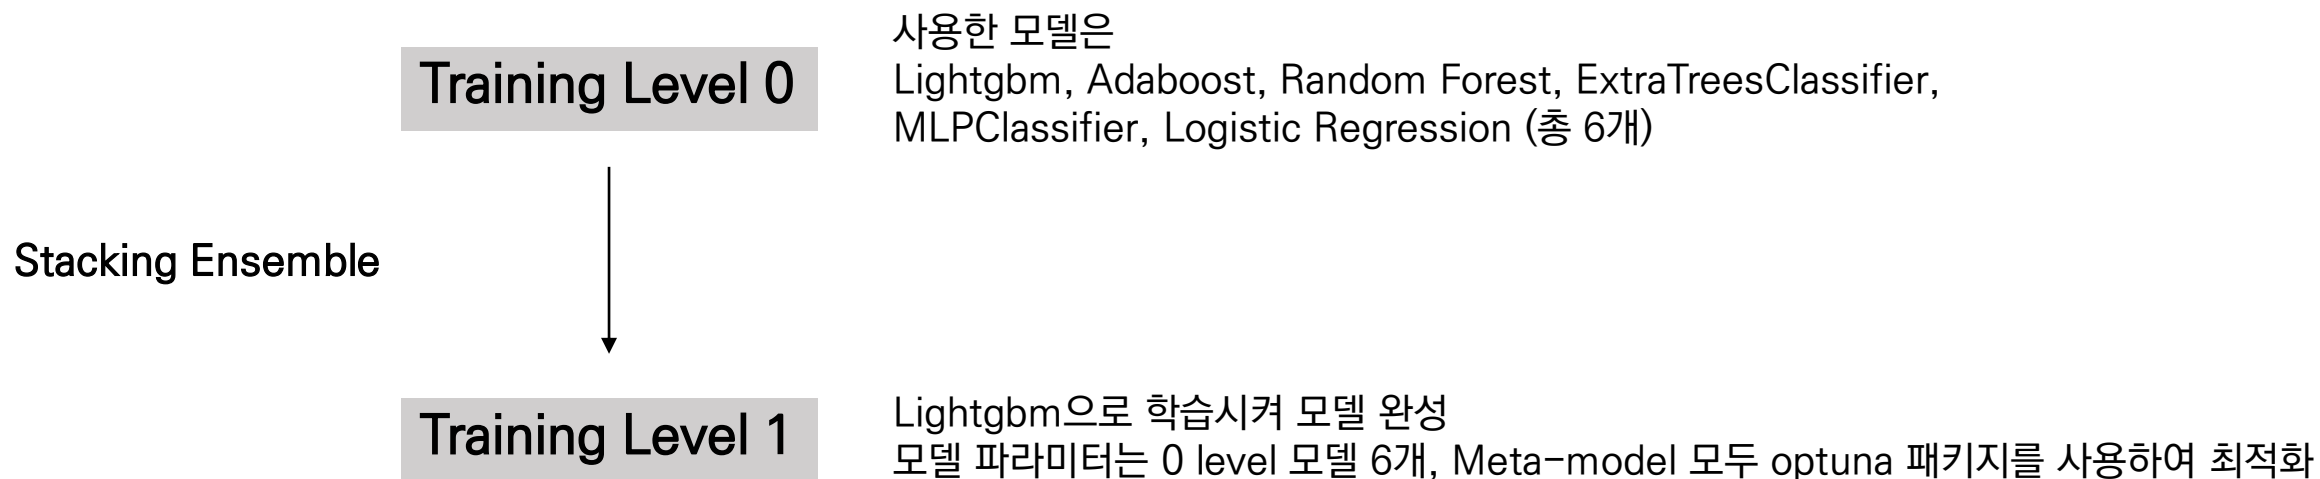 사용한 모델은
Training Level 0
Lightgbm, Adaboost, Random Forest, ExtraTreesClassifier,
MLPClassifier, Logistic Regression (총 6개)
Stacking Ensemble
Training Level 1
Lightgbm으로 학습시켜 모델 완성
모델 파라미터는 0 level 모델 6개, Meta-model 모두 optuna 패키지를 사용하여 최적화